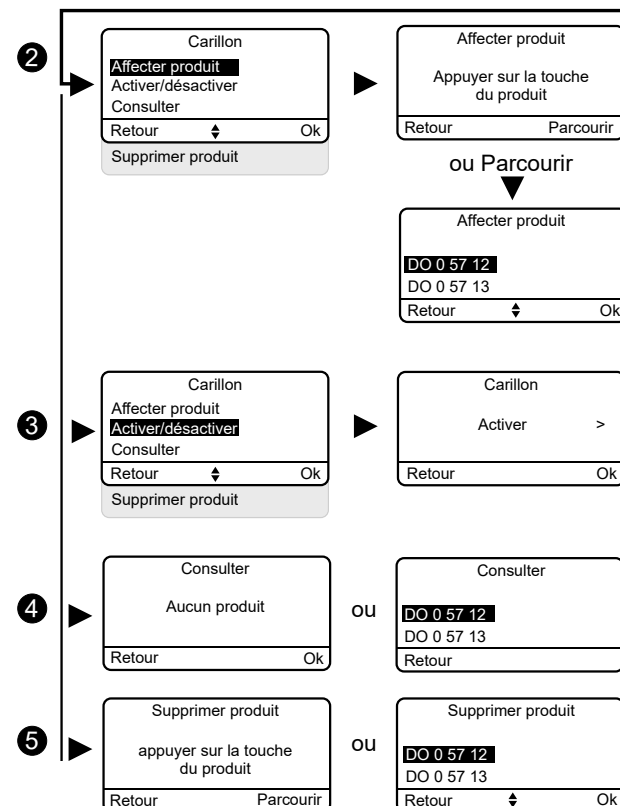 2
Carillon
Affecter produit
Activer/désactiver
Consulter
Retour Ok
Supprimer produit
Affecter produit
Appuyer sur la touche
du produit
Retour Parcourir
ou Parcourir
Affecter produit
DO 0 57 12
DO 0 57 13
Retour Ok
3
Carillon
Affecter produit
Activer/désactiver
Consulter
Retour Ok
Supprimer produit
Carillon
Activer >
Retour Ok
4
Consulter
Aucun produit
Retour Ok
ou
Consulter
DO 0 57 12
DO 0 57 13
Retour
5
Supprimer produit
appuyer sur la touche
du produit
Retour Parcourir
ou
Supprimer produit
DO 0 57 12
DO 0 57 13
Retour Ok